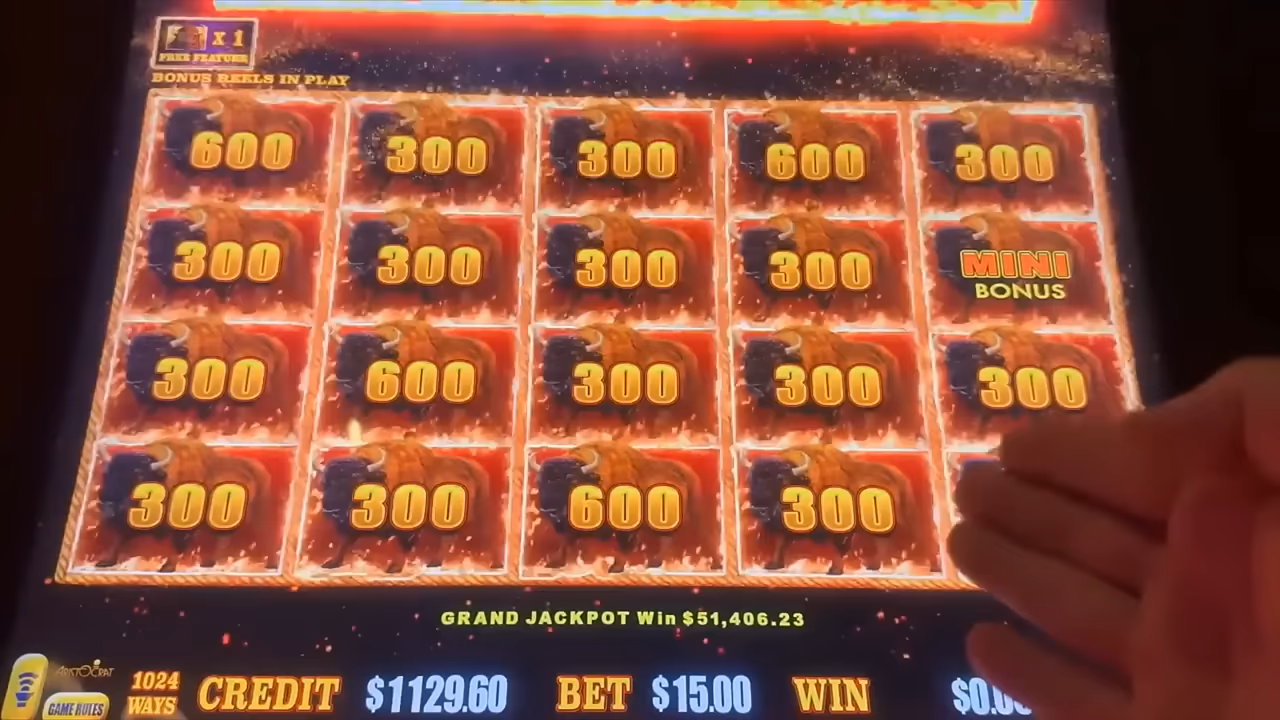 x 1
FREE FEATURE
BONUS REELS IN PLAY
600 300 300 600 300
300 300 300 300 MINI BONUS
300 600 300 300 300
300 300 600 300
GRAND JACKPOT Win $51,406.23
ARISTOCRAT
1024 WAYS
CREDIT $1129.60 BET $15.00 WIN
GAME RULES